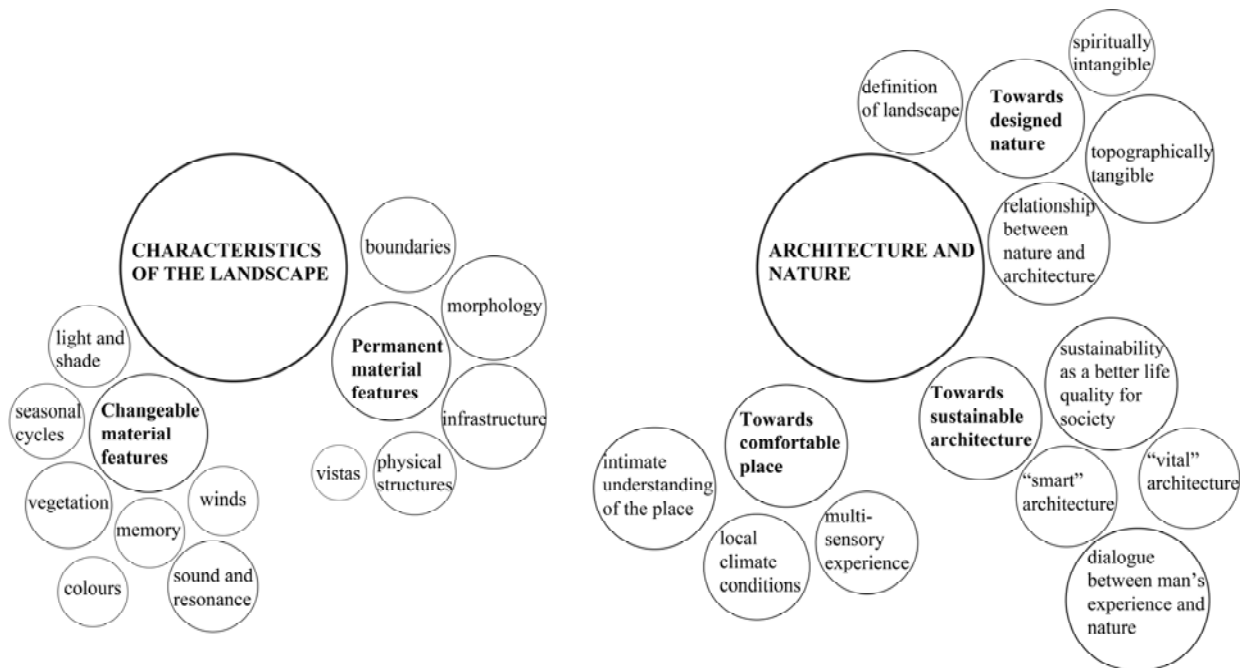 CHARACTERISTICS
OF THE LANDSCAPE
boundaries
morphology
Permanent
material
features
infrastructure
physical
structures
vistas
light and
shade
seasonal
cycles
Changeable
material
features
vegetation
winds
memory
colours
sound and
resonance
ARCHITECTURE AND
NATURE
definition
of landscape
Towards
designed
nature
spiritually
intangible
topographically
tangible
relationship
between
nature and
architecture
Towards
sustainable
architecture
sustainability
as a better life
quality for
society
“smart”
architecture
“vital”
architecture
dialogue
between man’s
experience and
nature
Towards
comfortable
place
intimate
understanding
of the place
local
climate
conditions
multi-
sensory
experience